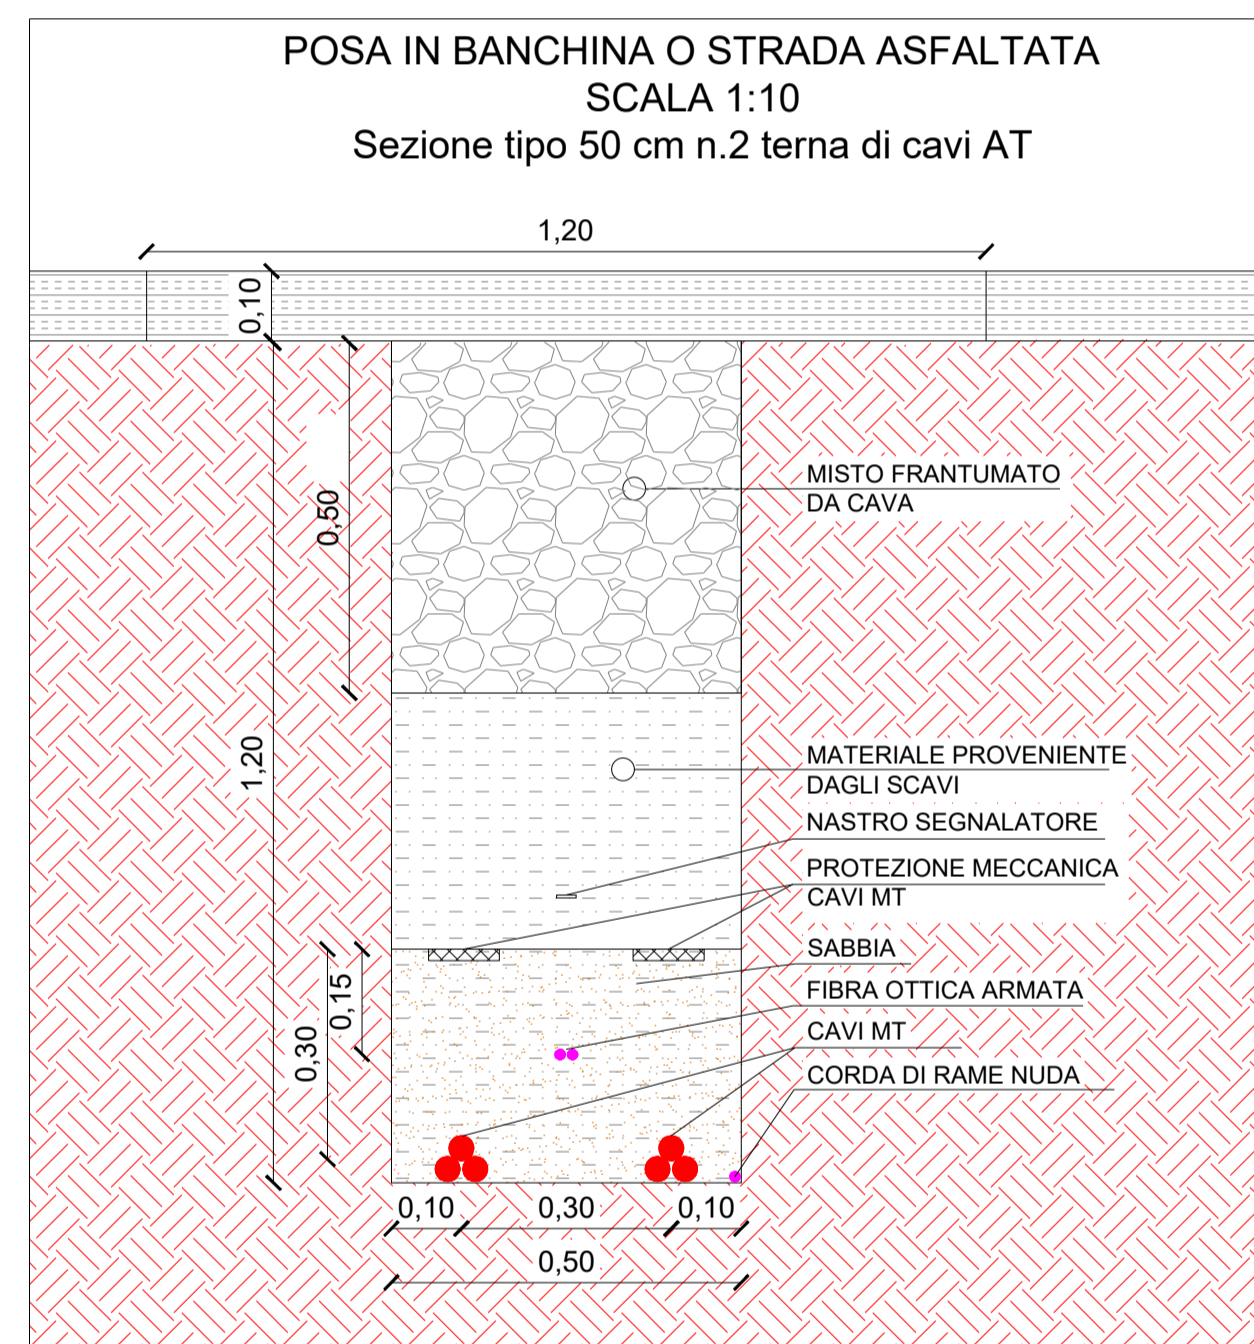 POSA IN BANCHINA O STRADA ASFALTATA
SCALA 1:10
Sezione tipo 50 cm n.2 terna di cavi AT
1,20
0,10
0,50
MISTO FRANTUMATO
DA CAVA
1,20
MATERIALE PROVENIENTE
DAGLI SCAVI
NASTRO SEGNALATORE
PROTEZIONE MECCANICA
CAVI MT
SABBIA
0,15
FIBRA OTTICA ARMATA
0,30
CAVI MT
CORDA DI RAME NUDA
0,10 0,30 0,10
0,50